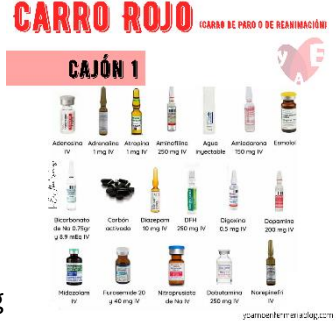 CARRO ROJO (CARRO DE PARO O DE REANIMACIÓN)
CAJÓN 1
Adenosina IV
Adrenalina 1 mg IV
Atropina 1 mg IV
Aminofilina 250 mg IV
Agua inyectable
Amiodarona 150 mg IV
Esmolol
Bicarbonato de Na 0.75gr y 8.9 mEq IV
Carbón activado
Diazepam 10 mg IV
DFH 250 mg IV
Digoxina 0.5 mg IV
Dopamina 200 mg IV
Midazolam IV
Furosemide 20 y 40 mg IV
Nitroprusiato de Na IV
Dobutamina 250 mg IV
Norepinefri IV
yoamoenfermeriablog.com